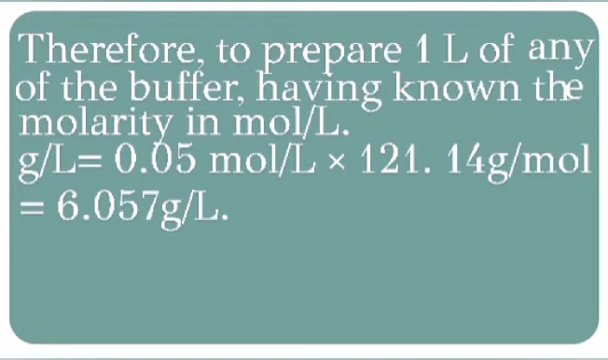 Therefore, to prepare 1 L of any
of the buffer, having known the
molarity in mol/L.
g/L= 0.05 mol/L × 121. 14g/mol
= 6.057g/L.